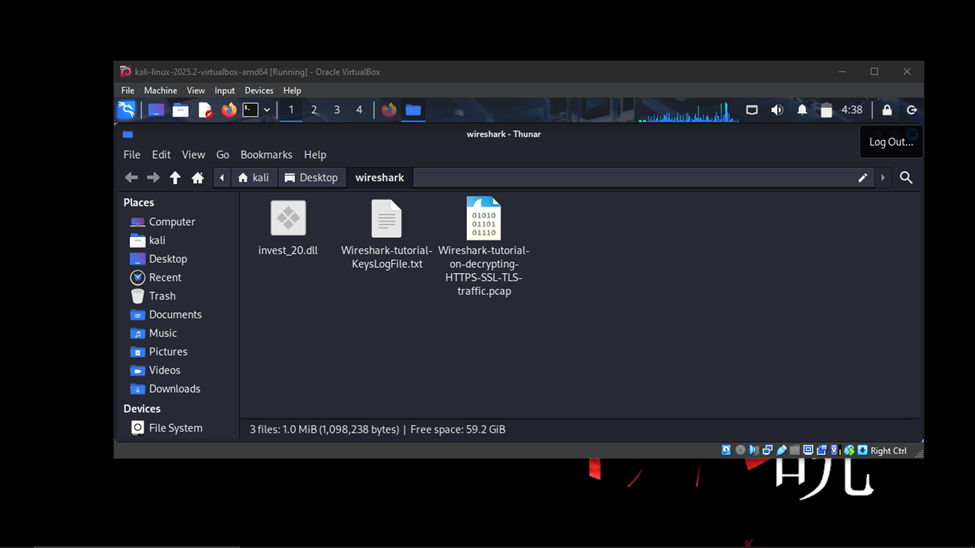 kali-linux-2025.2-virtualbox-amd64 [Running] - Oracle VirtualBox
File Machine View Input Devices Help
1 2 3 4 4:38
wireshark - Thunar
Log Out...
File Edit View Go Bookmarks Help
kali Desktop wireshark
Places
Computer
kali
Desktop
Recent
Trash
Documents
Music
Pictures
Videos
Downloads
Devices
File System
invest_20.dll
Wireshark-tutorial-
KeysLogFile.txt
01010
01101
01110
Wireshark-tutorial-
on-decrypting-
HTTPS-SSL-TLS-
traffic.pcap
3 files: 1.0 MiB (1,098,238 bytes) | Free space: 59.2 GiB
Right Ctrl